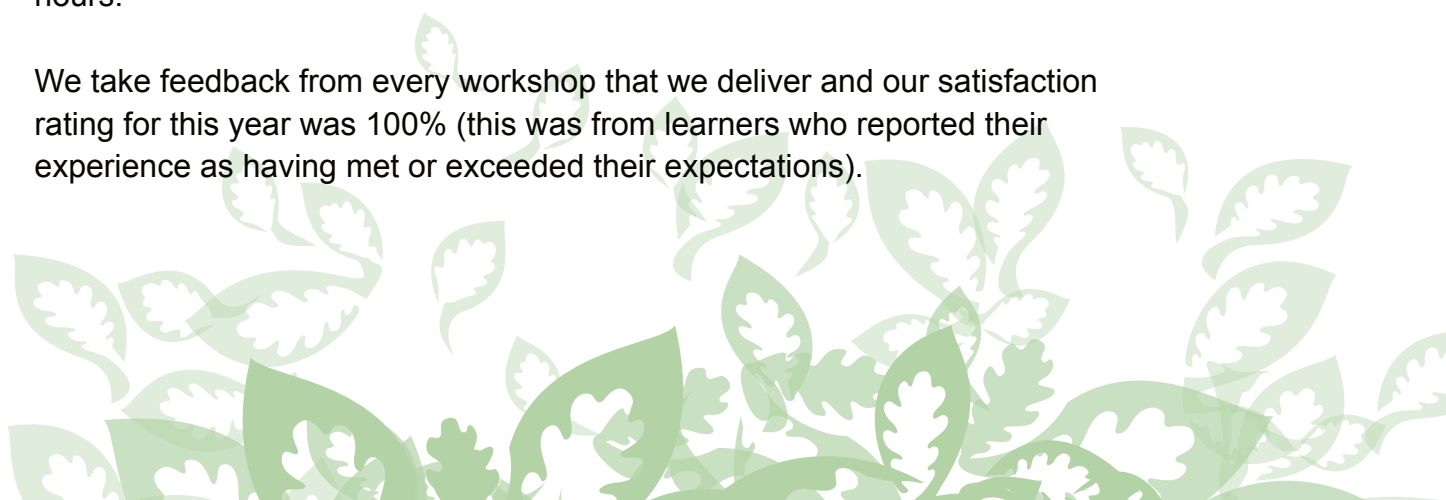 hours.
We take feedback from every workshop that we deliver and our satisfaction
rating for this year was 100% (this was from learners who reported their
experience as having met or exceeded their expectations).